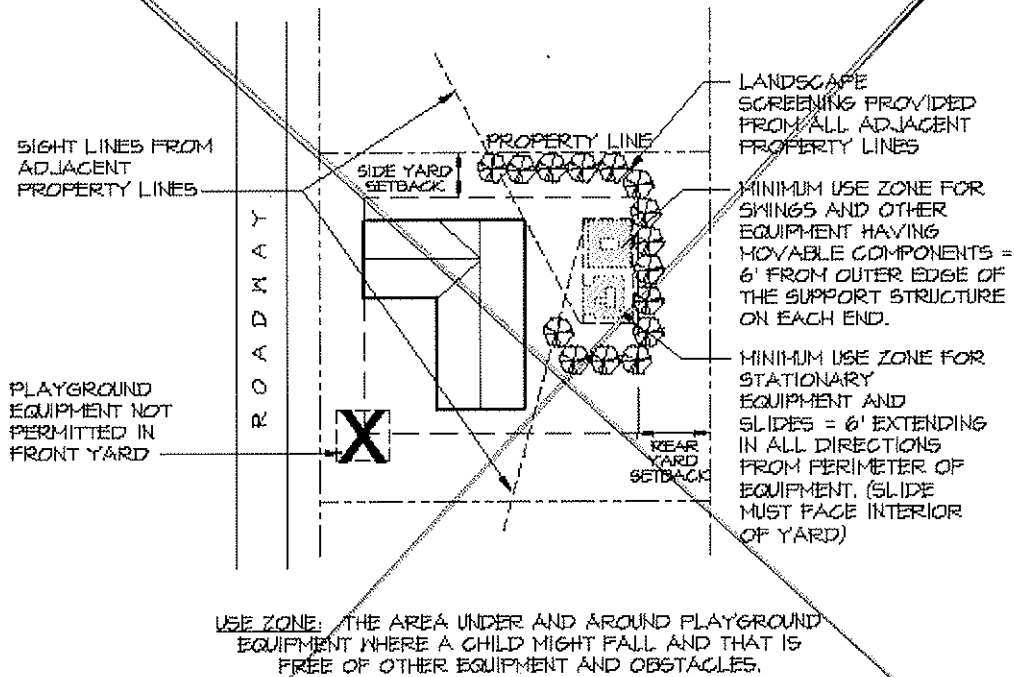 SIGHT LINES FROM
ADJACENT
PROPERTY LINES
ROADWAY
PLAYGROUND
EQUIPMENT NOT
PERMITTED IN
FRONT YARD
X
PROPERTY LINE
SIDE YARD
SETBACK
REAR
YARD
SETBACK
LANDSCAPE
SCREENING PROVIDED
FROM ALL ADJACENT
PROPERTY LINES
MINIMUM USE ZONE FOR
SWINGS AND OTHER
EQUIPMENT HAVING
MOVABLE COMPONENTS =
6' FROM OUTER EDGE OF
THE SUPPORT STRUCTURE
ON EACH END.
MINIMUM USE ZONE FOR
STATIONARY
EQUIPMENT AND
SLIDES = 6' EXTENDING
IN ALL DIRECTIONS
FROM PERIMETER OF
EQUIPMENT. (SLIDE
MUST FACE INTERIOR
OF YARD)
USE ZONE: THE AREA UNDER AND AROUND PLAYGROUND
EQUIPMENT WHERE A CHILD MIGHT FALL AND THAT IS
FREE OF OTHER EQUIPMENT AND OBSTACLES.